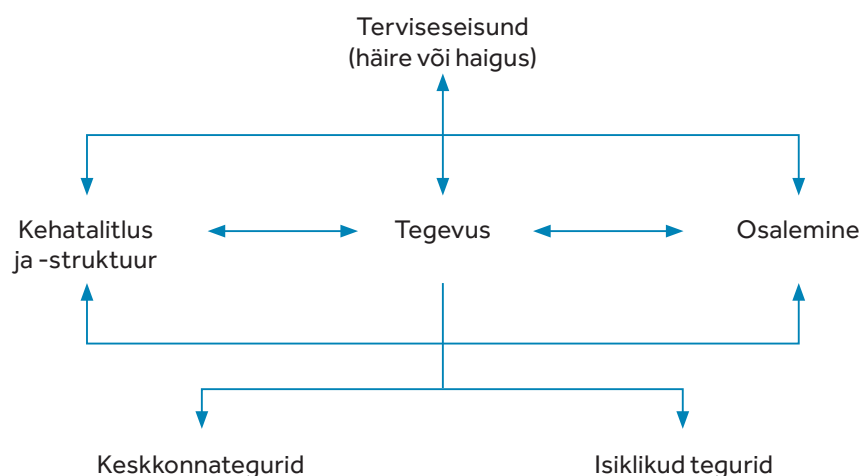 Terviseseisund
(häire või haigus)
Kehatalitlus
ja -struktuur
Tegevus
Osalemine
Keskkonnategurid
Isiklikud tegurid